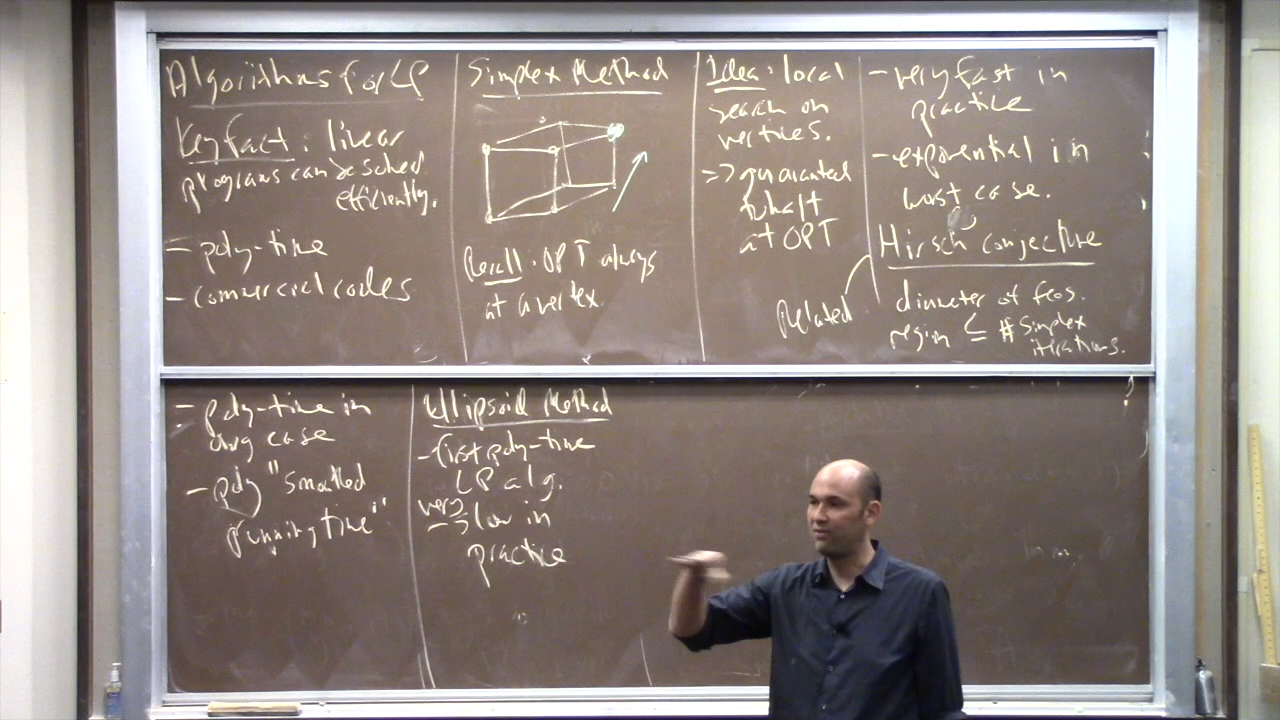 Algorithms for LP
Key Fact: linear
programs can be solved
efficiently.
- poly-time
- commercial codes
Simplex Method
Recall: OPT always
at a vertex.
Idea: local
search on
vertices.
=> guaranteed
to halt
at OPT
Related
- very fast in
practice
- exponential in
worst case.
Hirsch conjecture
diameter of feas.
region ≤ # simplex
iterations.
- poly-time in
avg case
- poly "smoothed
running time"
Ellipsoid Method
- first poly-time
LP alg.
very
- slow in
practice